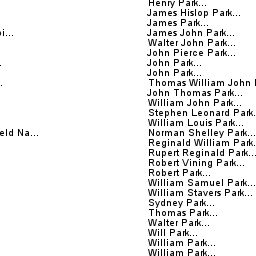 Henry Park...
James Hislop Park...
James Park...
James John Park...
Walter John Park...
John Pierce Park...
John Park...
John Park...
Thomas William John
John Thomas Park...
William John Park...
Stephen Leonard Park.
William Louis Park...
eld Na... Norman Shelley Park...
Reginald William Park.
Rupert Reginald Park...
Robert Vining Park...
Robert Park...
William Samuel Park...
William Stavers Park...
Sydney Park...
Thomas Park...
Walter Park...
Will Park...
William Park...
William Park...